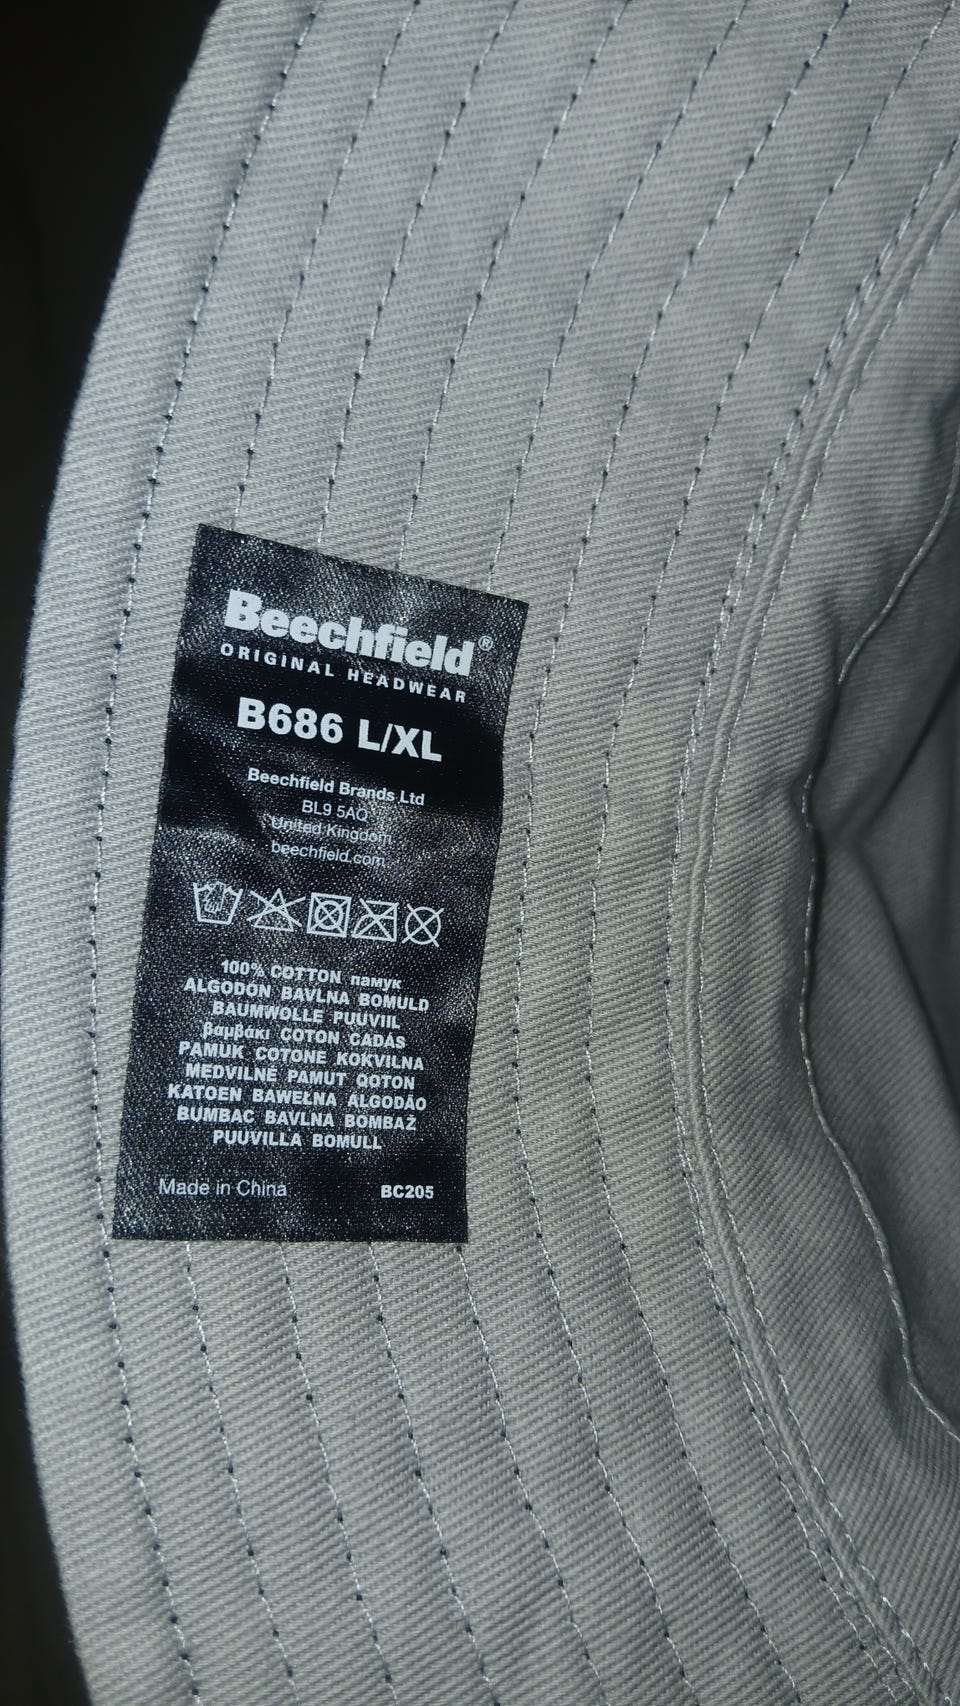 Beechfield®
ORIGINAL HEADWEAR
B686 L/XL
Beechfield Brands Ltd
BL9 5AQ
United Kingdom
beechfield.com
100% COTTON памук
ALGODÓN BAVLNA BOMULD
BAUMWOLLE PUUVIIL
βαμβάκι COTON CADÁS
PAMUK COTONE KOKVILNA
MEDVILNĖ PAMUT QOTON
KATOEN BAWEŁNA ALGODÃO
BUMBAC BAVLNA BOMBAŽ
PUUVILLA BOMULL
Made in China BC205